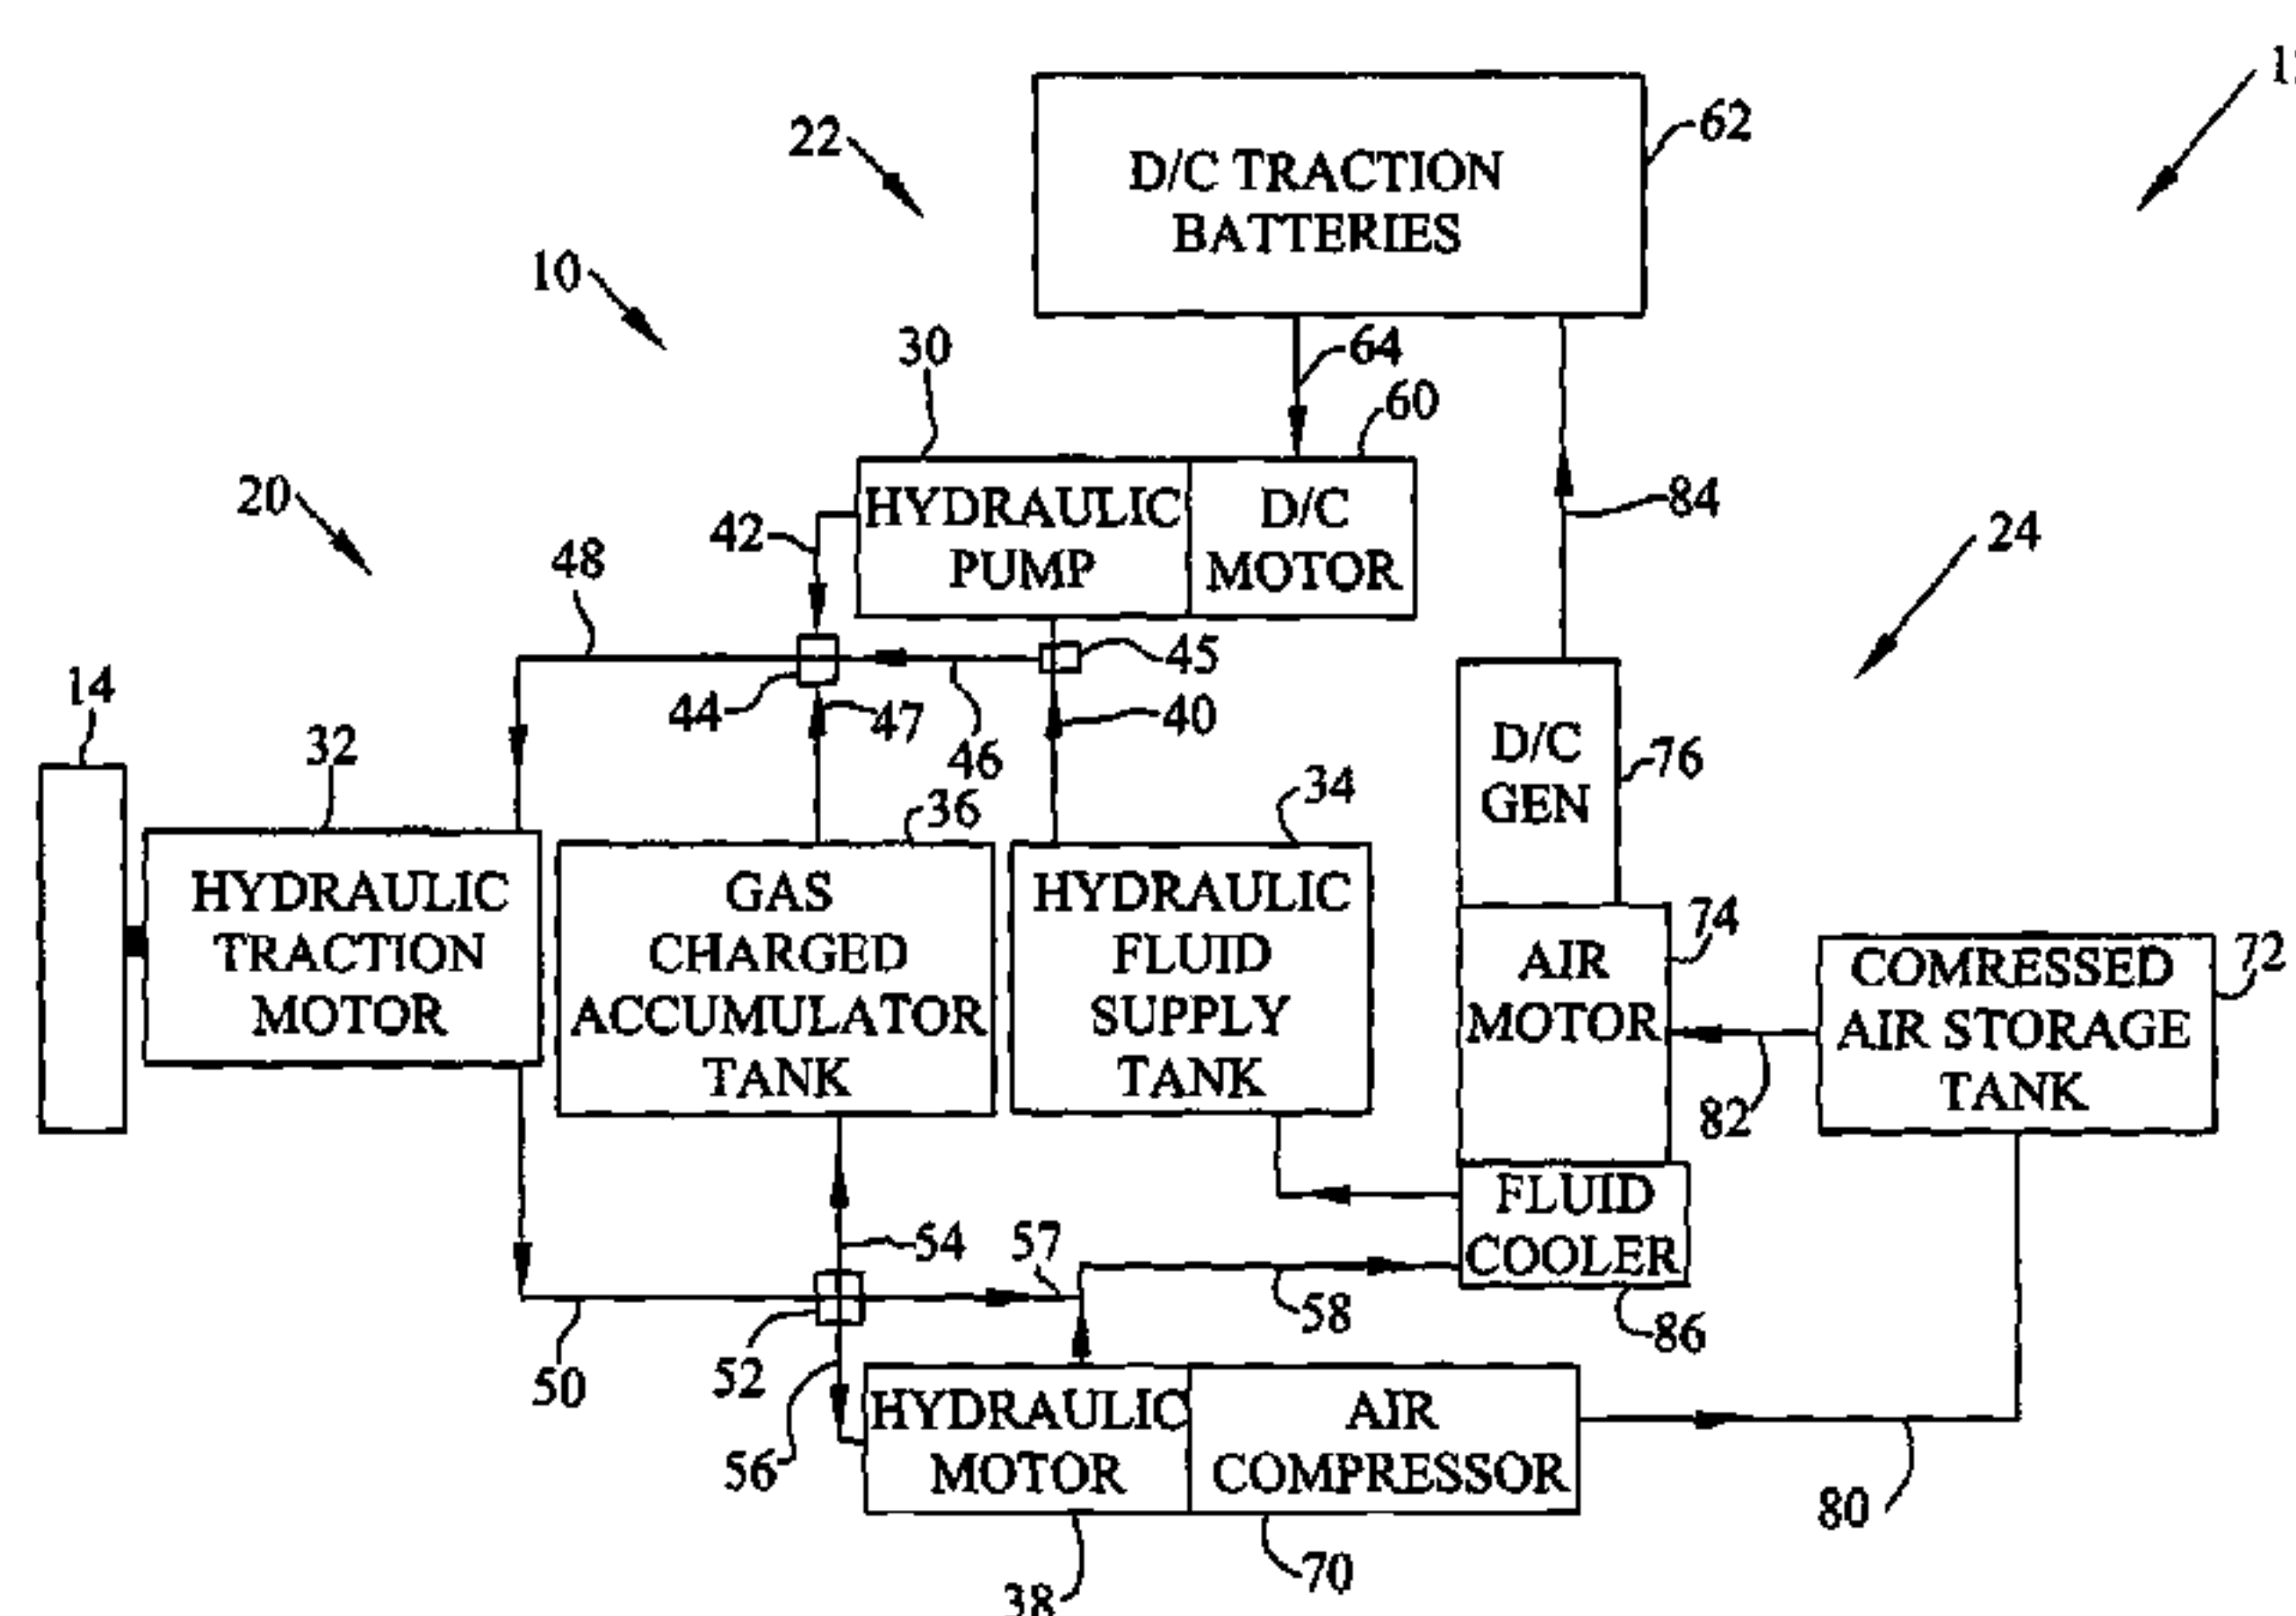 22
D/C TRACTION
BATTERIES
62
10
30
64
60
20
42
HYDRAULIC
PUMP
D/C
MOTOR
84
24
48
45
14
44
47
40
46
32
36
34
D/C
GEN
76
HYDRAULIC
TRACTION
MOTOR
GAS
CHARGED
ACCUMULATOR
TANK
HYDRAULIC
FLUID
SUPPLY
TANK
AIR
MOTOR
74
COMRESSED
AIR STORAGE
TANK
72
82
FLUID
COOLER
54
57
58
86
50
52
56
HYDRAULIC
MOTOR
AIR
COMPRESSOR
80
38
70